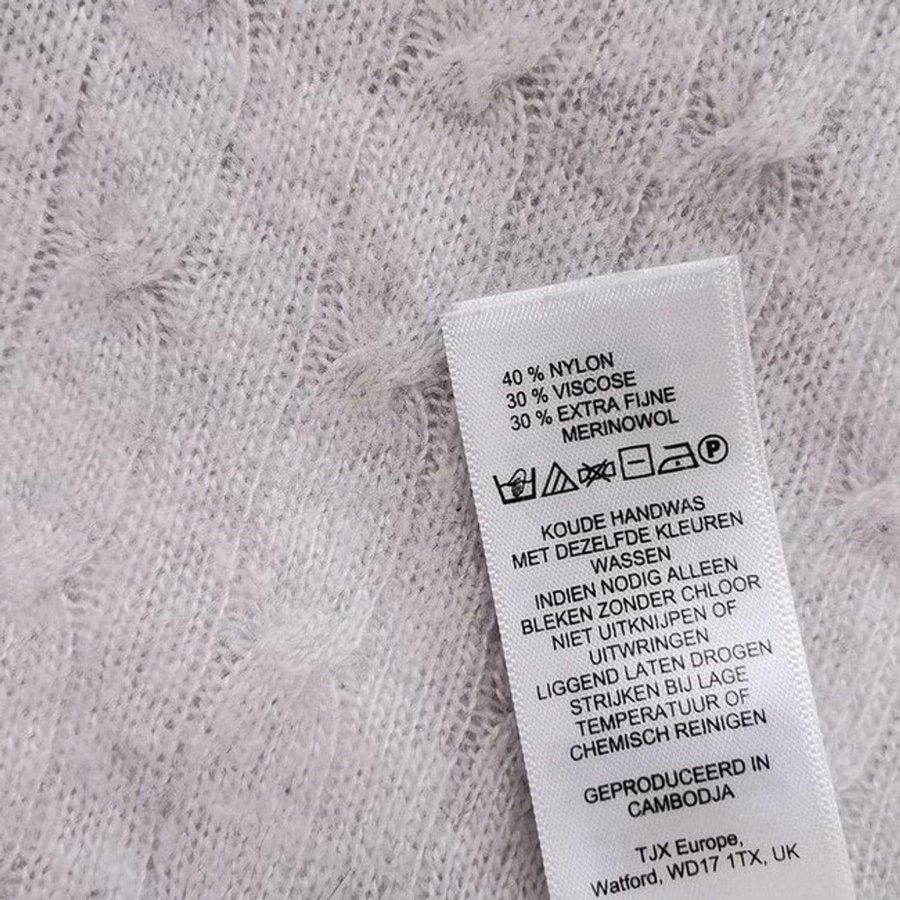 40 % NYLON
30 % VISCOSE
30 % EXTRA FIJNE
MERINOWOL
P
KOUDE HANDWAS
MET DEZELFDE KLEUREN
WASSEN
INDIEN NODIG ALLEEN
BLEKEN ZONDER CHLOOR
NIET UITKNIJPEN OF
UITWRINGEN
LIGGEND LATEN DROGEN
STRIJKEN BIJ LAGE
TEMPERATUUR OF
CHEMISCH REINIGEN
GEPRODUCEERD IN
CAMBODJA
TJX Europe,
Watford, WD17 1TX, UK